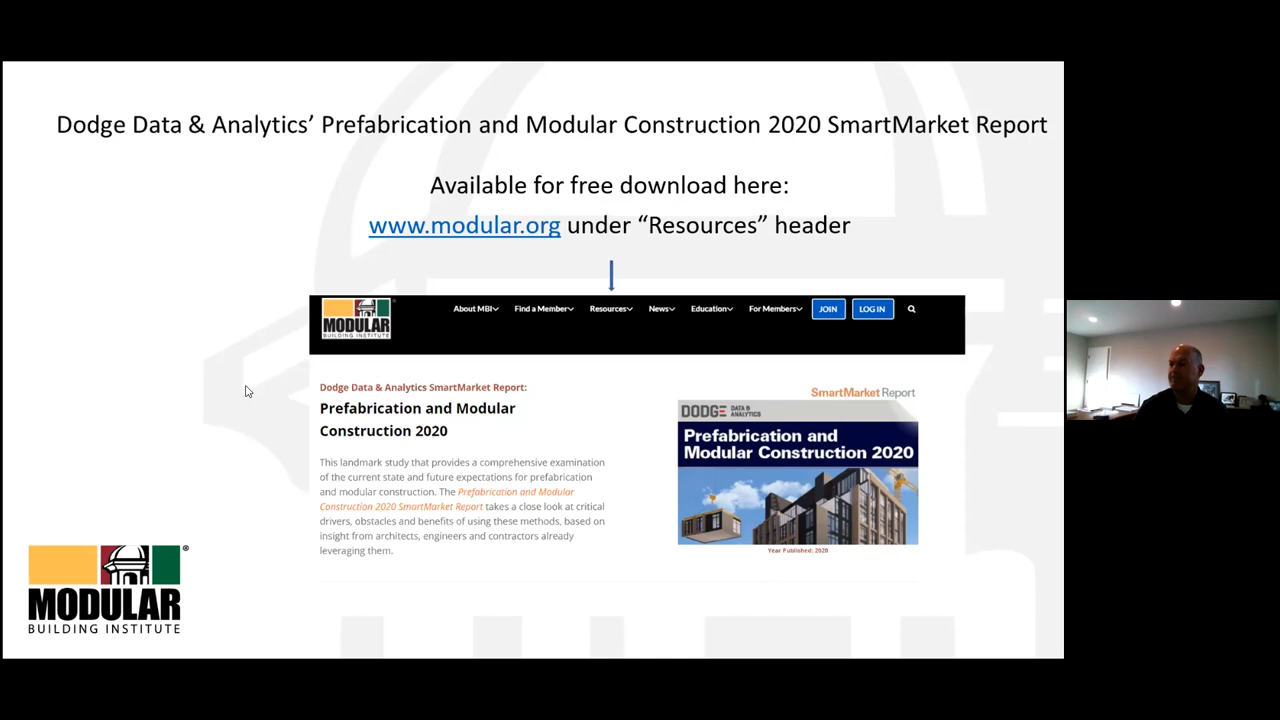 Dodge Data & Analytics’ Prefabrication and Modular Construction 2020 SmartMarket Report
Available for free download here:
www.modular.org under “Resources” header
MODULAR
BUILDING INSTITUTE
About MBI
Find a Member
Resources
News
Education
For Members
JOIN
LOG IN
Dodge Data & Analytics SmartMarket Report:
Prefabrication and Modular
Construction 2020
This landmark study that provides a comprehensive examination
of the current state and future expectations for prefabrication
and modular construction. The Prefabrication and Modular
Construction 2020 SmartMarket Report takes a close look at critical
drivers, obstacles and benefits of using these methods, based on
insight from architects, engineers and contractors already
leveraging them.
SmartMarket Report
DODGE DATA &
ANALYTICS
Prefabrication and
Modular Construction 2020
Year Published: 2020
MODULAR
BUILDING INSTITUTE
®